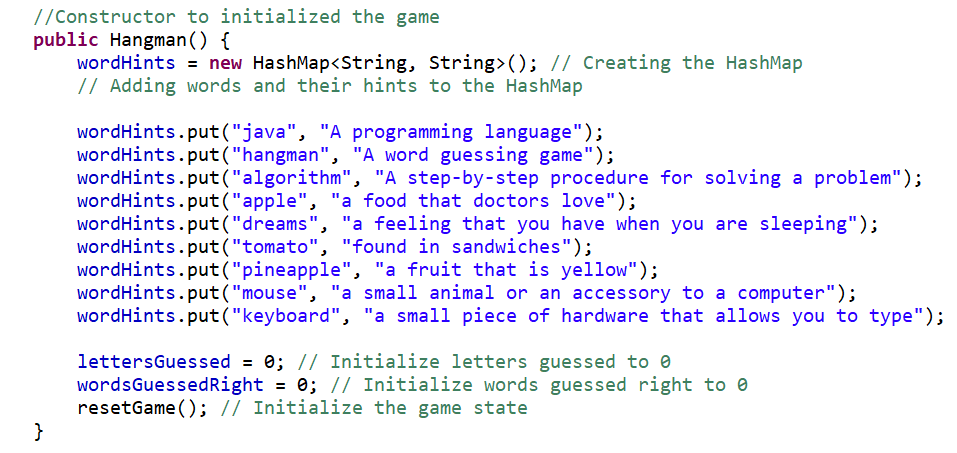 //Constructor to initialized the game
public Hangman() {
    wordHints = new HashMap<String, String>(); // Creating the HashMap
    // Adding words and their hints to the HashMap

    wordHints.put("java", "A programming language");
    wordHints.put("hangman", "A word guessing game");
    wordHints.put("algorithm", "A step-by-step procedure for solving a problem");
    wordHints.put("apple", "a food that doctors love");
    wordHints.put("dreams", "a feeling that you have when you are sleeping");
    wordHints.put("tomato", "found in sandwiches");
    wordHints.put("pineapple", "a fruit that is yellow");
    wordHints.put("mouse", "a small animal or an accessory to a computer");
    wordHints.put("keyboard", "a small piece of hardware that allows you to type");

    lettersGuessed = 0; // Initialize letters guessed to 0
    wordsGuessedRight = 0; // Initialize words guessed right to 0
    resetGame(); // Initialize the game state
}